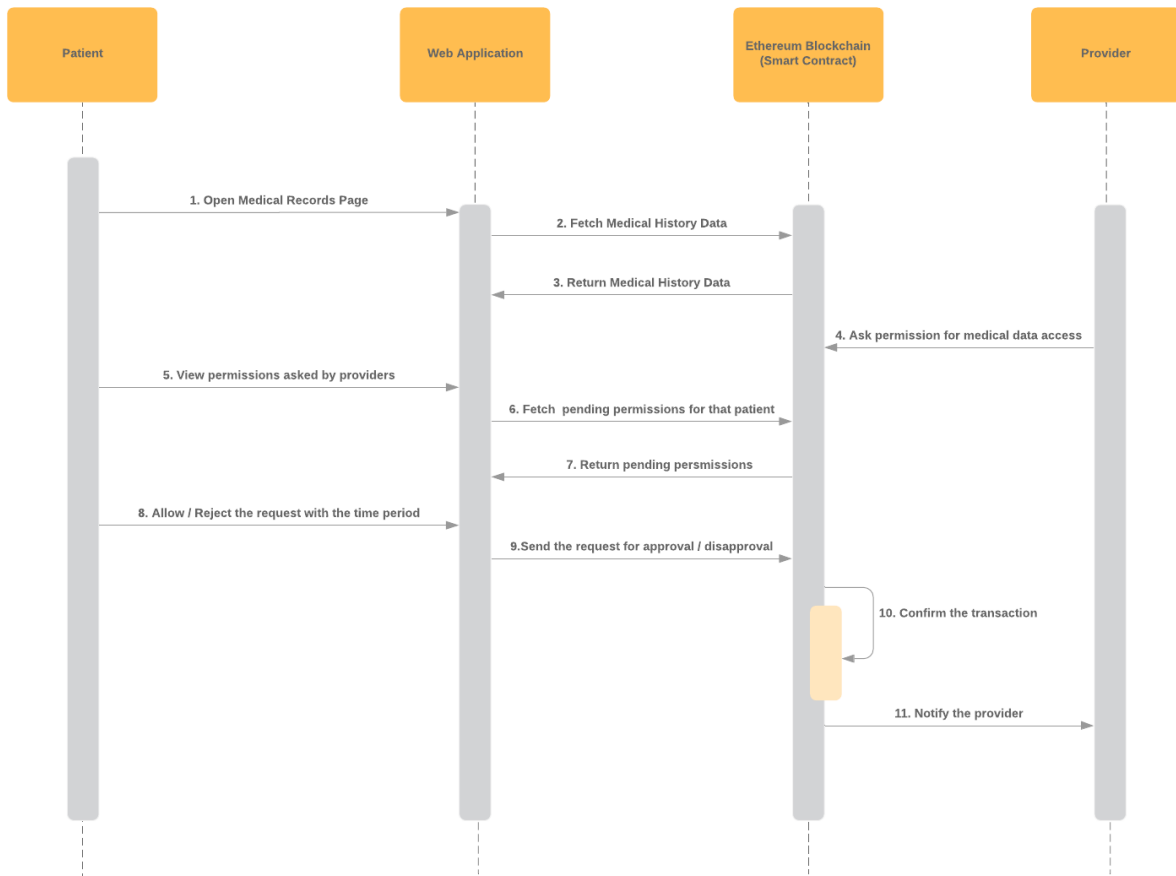 Patient
Web Application
Ethereum Blockchain
(Smart Contract)
Provider
1. Open Medical Records Page
2. Fetch Medical History Data
3. Return Medical History Data
4. Ask permission for medical data access
5. View permissions asked by providers
6. Fetch  pending permissions for that patient
7. Return pending persmissions
8. Allow / Reject the request with the time period
9.Send the request for approval / disapproval
10. Confirm the transaction
11. Notify the provider